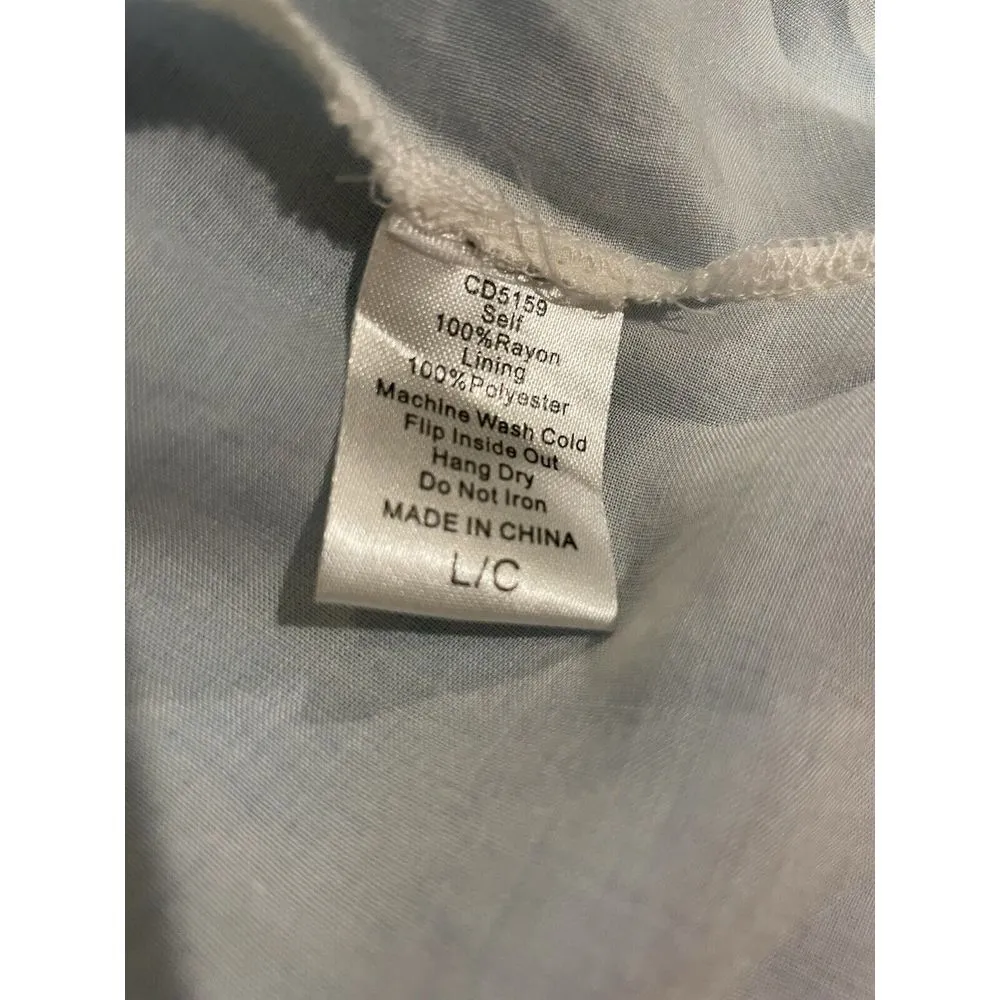 CD5159
Self
100%Rayon
Lining
100%Polyester
Machine Wash Cold
Flip Inside Out
Hang Dry
Do Not Iron
MADE IN CHINA
L/C